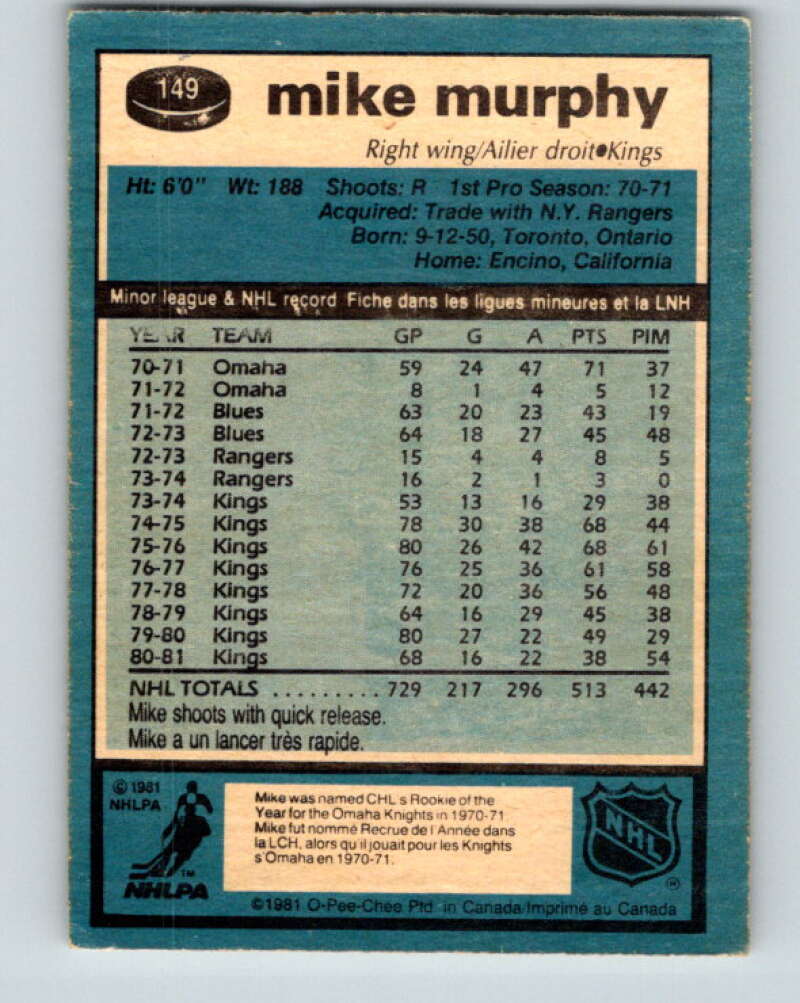 149
mike murphy
Right wing/Ailier droit•Kings
Ht: 6'0" Wt: 188 Shoots: R 1st Pro Season: 70-71
Acquired: Trade with N.Y. Rangers
Born: 9-12-50, Toronto, Ontario
Home: Encino, California
Minor league & NHL record Fiche dans les ligues mineures et la LNH
YEAR TEAM GP G A PTS PIM
70-71 Omaha 59 24 47 71 37
71-72 Omaha 8 1 4 5 12
71-72 Blues 63 20 23 43 19
72-73 Blues 64 18 27 45 48
72-73 Rangers 15 4 4 8 5
73-74 Rangers 16 2 1 3 0
73-74 Kings 53 13 16 29 38
74-75 Kings 78 30 38 68 44
75-76 Kings 80 26 42 68 61
76-77 Kings 76 25 36 61 58
77-78 Kings 72 20 36 56 48
78-79 Kings 64 16 29 45 38
79-80 Kings 80 27 22 49 29
80-81 Kings 68 16 22 38 54
NHL TOTALS .......... 729 217 296 513 442
Mike shoots with quick release.
Mike a un lancer très rapide.
© 1981
NHLPA
TM
NHLPA
Mike was named CHL s Rookie of the
Year for the Omaha Knights in 1970-71
Mike fut nommé Recrue de l Année dans
la LCH, alors qu il jouait pour les Knights
s'Omaha en 1970-71.
NHL
©1981 O-Pee-Chee Ptd in Canada/Imprimé au Canada